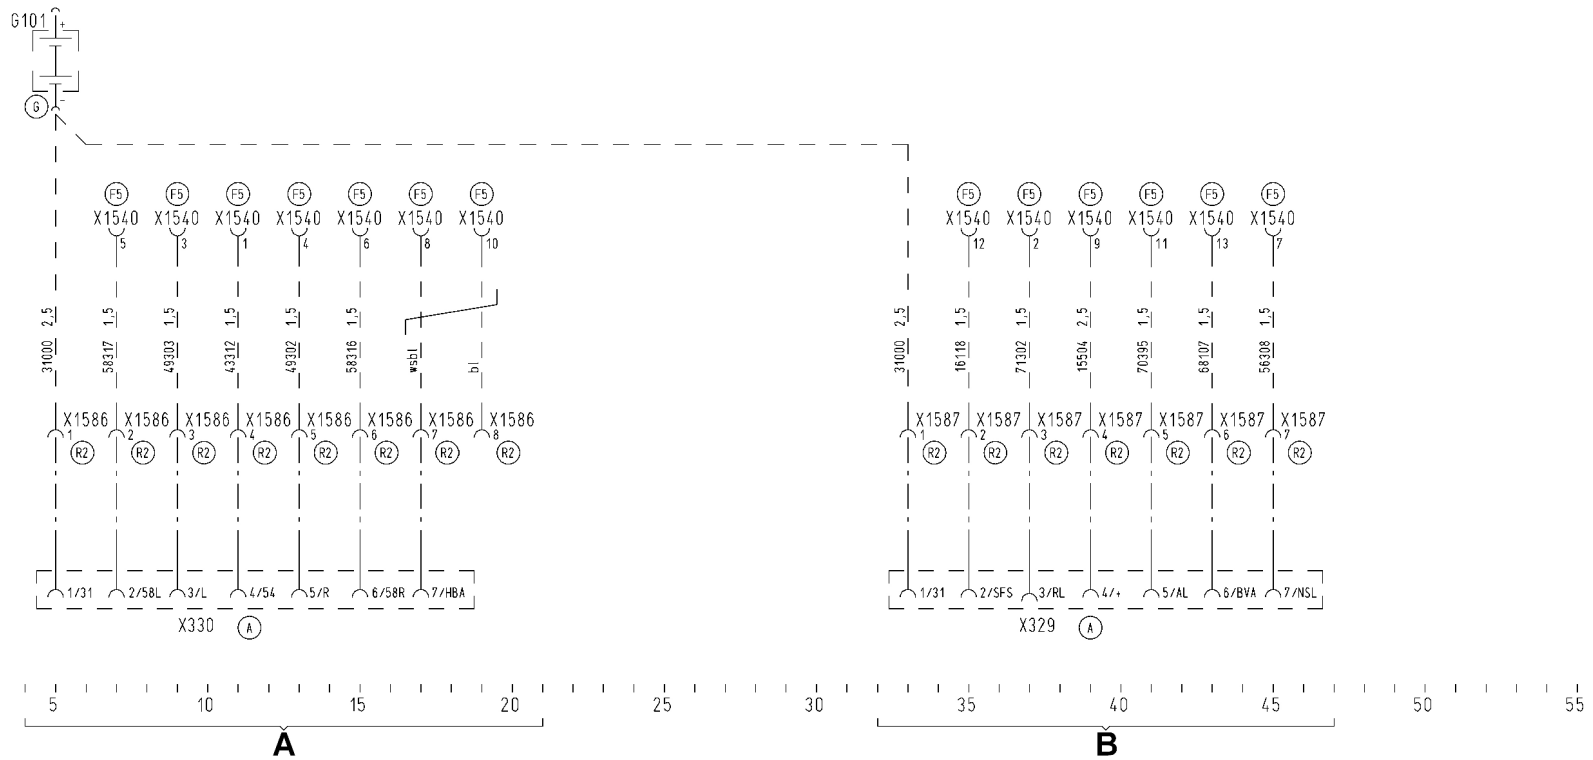 G101
+
-
G
F5 F5 F5 F5 F5 F5 F5 F5 F5 F5 F5 F5 F5
X1540 X1540 X1540 X1540 X1540 X1540 X1540 X1540 X1540 X1540 X1540 X1540 X1540
5 3 1 4 6 8 10 12 2 9 11 13 7
2,5 1,5 1,5 1,5 1,5 1,5 2,5 1,5 1,5 2,5 1,5 1,5 1,5
31000 58317 49303 43312 49302 58316 wsbl bl 31000 16118 71302 15504 70395 68107 56308
X1586 X1586 X1586 X1586 X1586 X1586 X1586 X1586 X1587 X1587 X1587 X1587 X1587 X1587 X1587
1 2 3 4 5 6 7 8 1 2 3 4 5 6 7
R2 R2 R2 R2 R2 R2 R2 R2 R2 R2 R2 R2 R2 R2 R2
1/31 2/58L 3/L 4/54 5/R 6/58R 7/HBA 1/31 2/SFS 3/RL 4/+ 5/AL 6/BVA 7/NSL
X330 A X329 A
5 10 15 20 25 30 35 40 45 50 55
A B